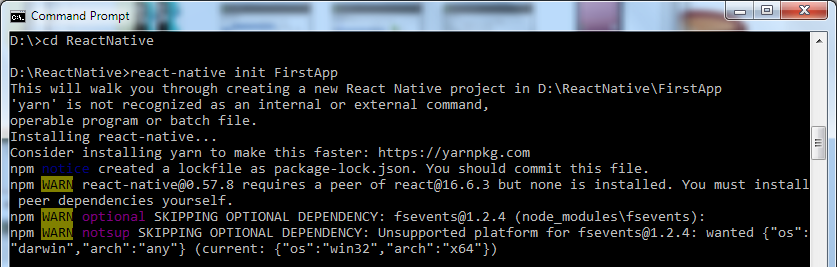 Command Prompt
D:\>cd ReactNative
D:\ReactNative>react-native init FirstApp
This will walk you through creating a new React Native project in D:\ReactNative\FirstApp
'yarn' is not recognized as an internal or external command,
operable program or batch file.
Installing react-native...
Consider installing yarn to make this faster: https://yarnpkg.com
npm notice created a lockfile as package-lock.json. You should commit this file.
npm WARN react-native@0.57.8 requires a peer of react@16.6.3 but none is installed. You must install
 peer dependencies yourself.
npm WARN optional SKIPPING OPTIONAL DEPENDENCY: fsevents@1.2.4 (node_modules\fsevents):
npm WARN notsup SKIPPING OPTIONAL DEPENDENCY: Unsupported platform for fsevents@1.2.4: wanted {"os":
"darwin","arch":"any"} (current: {"os":"win32","arch":"x64"})